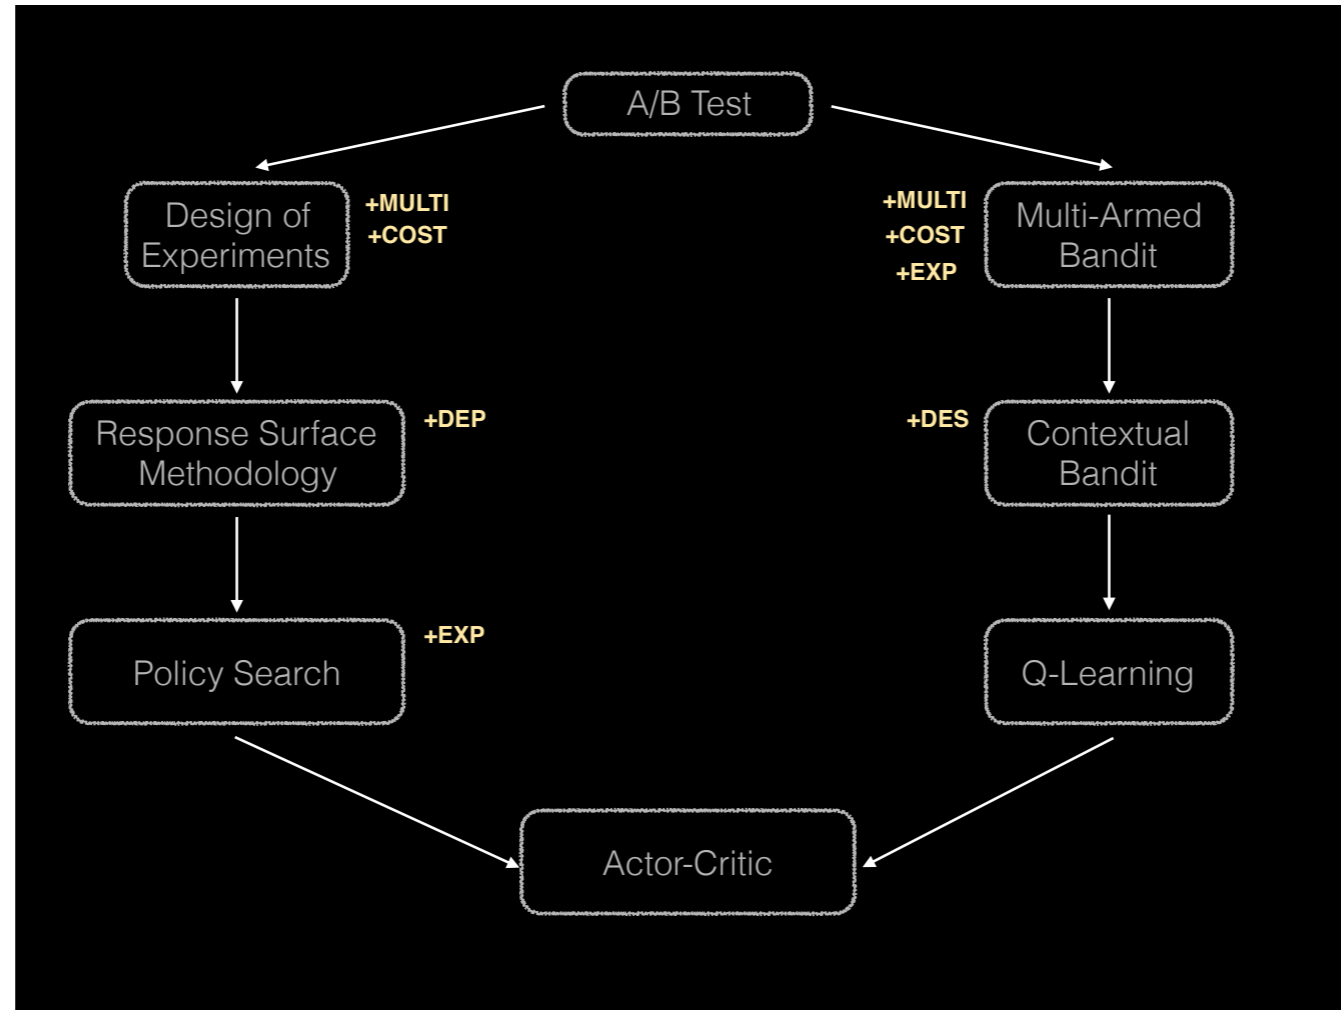 A/B Test
Design of
Experiments
+MULTI
+COST
+MULTI
+COST
+EXP
Multi-Armed
Bandit
Response Surface
Methodology
+DEP
+DES
Contextual
Bandit
Policy Search
+EXP
Q-Learning
Actor-Critic